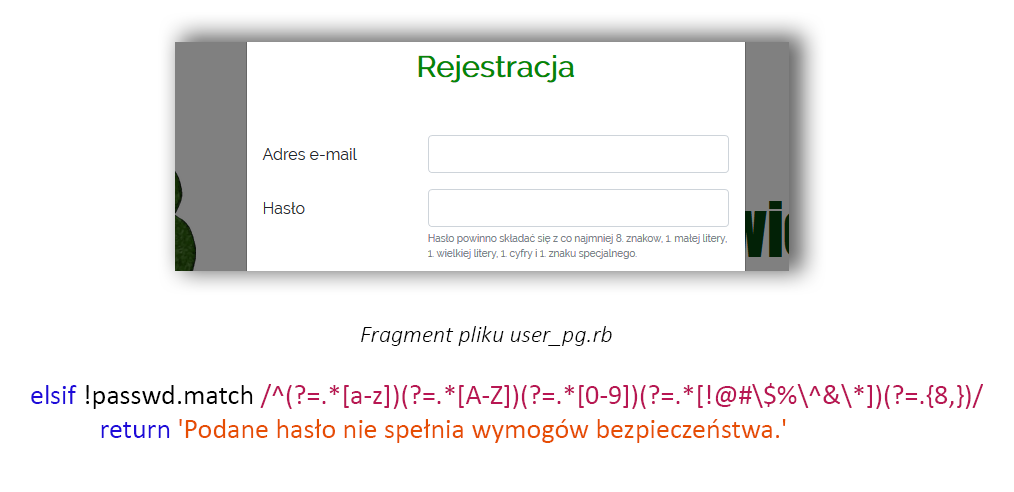 Rejestracja
Adres e-mail
Hasło
Hasło powinno składać się z co najmniej 8. znakow, 1. małej litery,
1. wielkiej litery, 1. cyfry i 1. znaku specjalnego.
Fragment pliku user_pg.rb
elsif !passwd.match /^(?=.*[a-z])(?=.*[A-Z])(?=.*[0-9])(?=.*[!@#\$%\^&\*])(?=.{8,})/
return 'Podane hasło nie spełnia wymogów bezpieczeństwa.'